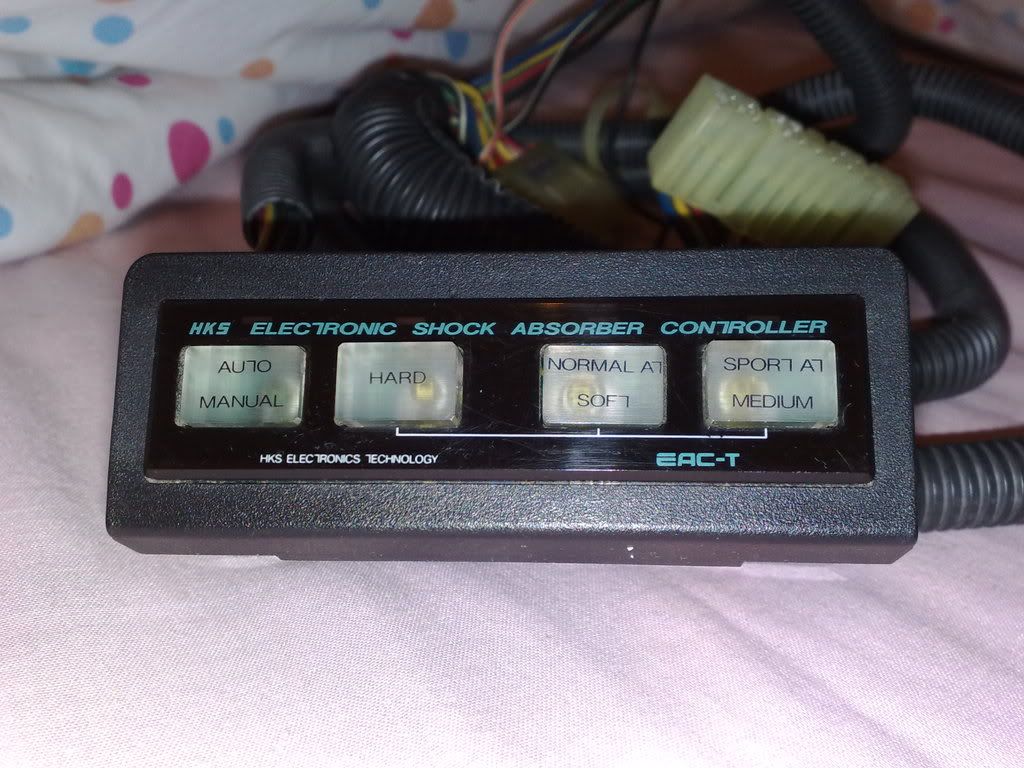 HKS ELECTRONIC SHOCK ABSORBER CONTROLLER
AUTO
MANUAL
HARD
NORMAL AT
SOFT
SPORT AT
MEDIUM
HKS ELECTRONICS TECHNOLOGY
EAC-T